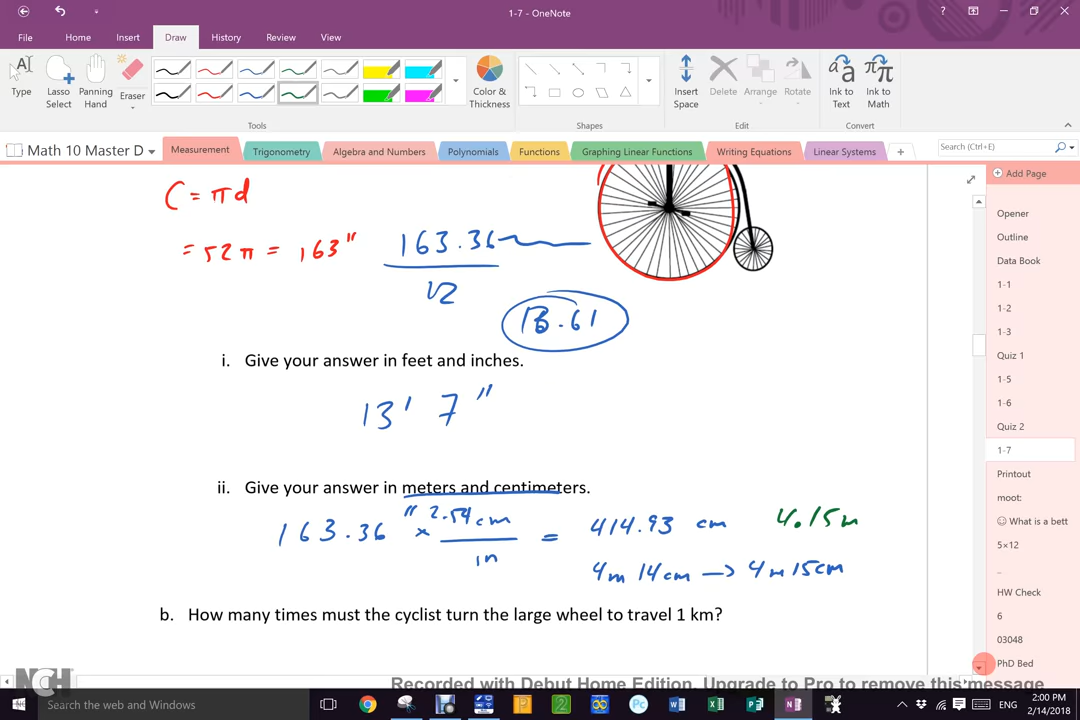 1-7 - OneNote
?
File Home Insert Draw History Review View
Type
Lasso Select
Panning Hand
Eraser
Color & Thickness
Insert Space
Delete
Arrange
Rotate
Ink to Text
Ink to Math
Tools
Shapes
Edit
Convert
Math 10 Master D
Measurement
Trigonometry
Algebra and Numbers
Polynomials
Functions
Graphing Linear Functions
Writing Equations
Linear Systems
Search (Ctrl+E)
Add Page
Opener
Outline
Data Book
1-1
1-2
1-3
Quiz 1
1-5
1-6
Quiz 2
1-7
Printout
moot:
☺ What is a bett
5×12
HW Check
6
03048
PhD Bed
C = πd
= 52π = 163"
163.36
12
13.61
i. Give your answer in feet and inches.
13' 7"
ii. Give your answer in meters and centimeters.
163.36" × 2.54cm / in = 414.93 cm 4.15m
4m 14cm → 4m 15cm
b. How many times must the cyclist turn the large wheel to travel 1 km?
NCH
Recorded with Debut Home Edition. Upgrade to Pro to remove this message
Search the web and Windows
ENG
2:00 PM
2/14/2018